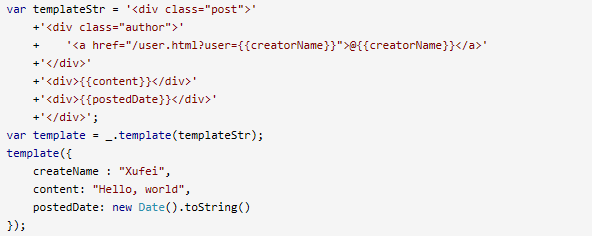 var templateStr = '<div class="post">'
+'<div class="author">'
+ '<a href="/user.html?user={{creatorName}}">@{{creatorName}}</a>'
+'</div>'
+'<div>{{content}}</div>'
+'<div>{{postedDate}}</div>'
+'</div>';
var template = _.template(templateStr);
template({
createName : "Xufei",
content: "Hello, world",
postedDate: new Date().toString()
});